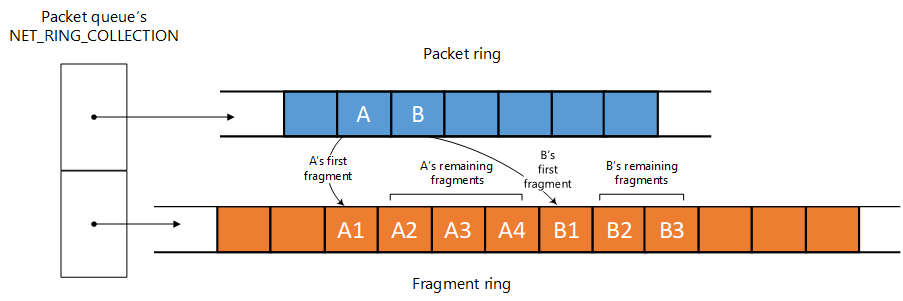 Packet queue's
NET_RING_COLLECTION
Packet ring
A B
A's first
fragment
A's remaining
fragments
B's
first
fragment
B's remaining
fragments
A1 A2 A3 A4 B1 B2 B3
Fragment ring